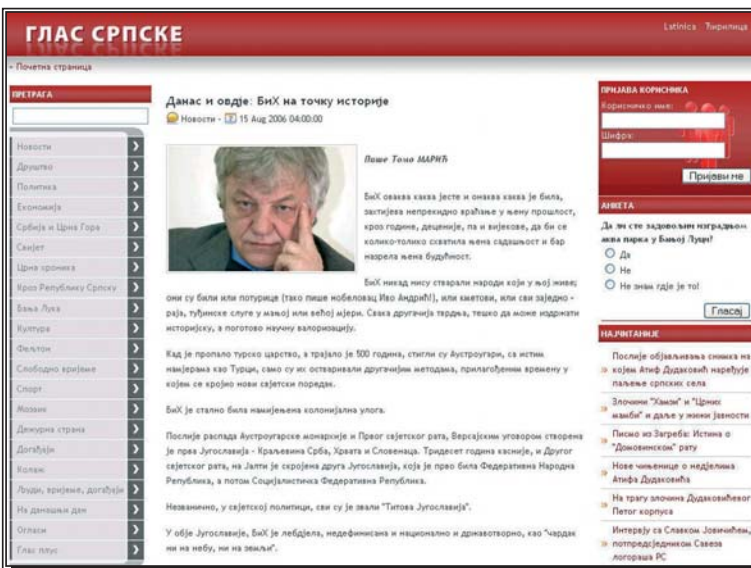 ГЛАС СРПСКЕ
Latinica Ћирилица
- Почетна страница
ПРЕТРАГА
Новости
Друштво
Политика
Економија
Србија и Црна Гора
Свијет
Црна хроника
Кроз Републику Српску
Бања Лука
Култура
Фељтон
Слободно вријеме
Спорт
Мозаик
Дежурна страна
Догађаји
Колаж
Људи, вријеме, догађаји
На данашњи дан
Огласи
Глас плус
Данас и овдје: БиХ на точку историје
Новости - 15 Aug 2006 04:00:00
Пише Томо МАРИЋ
БиХ оваква каква јесте и онаква каква је била,
захтијева непрекидно враћање у њену прошлост,
кроз године, деценије, па и вијекове, да би се
колико-толико схватила њена садашњост и бар
назрела њена будућност.
БиХ никад нису стварали народи који у њој живе;
они су били или потурице (тако пише нобеловац Иво Андрић!), или кметови, или сви заједно -
раја, туђинске слуге у мањој или већој мјери. Свака другачија тврдња, тешко да може издржати
историјску, а поготово научну валоризацију.
Кад је пропало турско царство, а трајало је 500 година, стигли су Аустроугари, са истим
намјерама као Турци, само су их остваривали другачијим методама, прилагођеним времену у
којем се кројио нови свјетски поредак.
БиХ је стално била намијењена колонијална улога.
Послије распада Аустроугарске монархије и Првог свјетског рата, Версајским уговором створена
је прва Југославија - Краљевина Срба, Хрвата и Словенаца. Тридесет година касније, и Другог
свјетског рата, на Јалти је скројена друга Југославија, која је прво била Федеративна Народна
Република, а потом Социјалистичка Федеративна Република.
Незванично, у свјетској политици, сви су је звали "Титова Југославија".
У обје Југославије, БиХ је лебдјела, недефинисана и национално и државотворно, као "чардак
ни на небу, ни на земљи".
ПРИЈАВА КОРИСНИКА
Корисничко име:
Шифра:
Пријави ме
АНКЕТА
Да ли сте задовољни изградњом
аква парка у Бањој Луци?
Да
Не
Не знам гдје је то!
Гласај
НАЈЧИТАНИЈЕ
Послије објављивања снимка на
којем Атиф Дудаковић наређује
паљење српских села
Злочини "Хамзи" и "Црних
мамби" и даље у жижи јавности
Писмо из Загреба: Истина о
"Домовинском" рату
Нове чињенице о недјелима
Атифа Дудаковића
На трагу злочина Дудаковићевог
Петог корпуса
Интервју са Славком Јовичићем,
потпредсједником Савеза
логораша РС